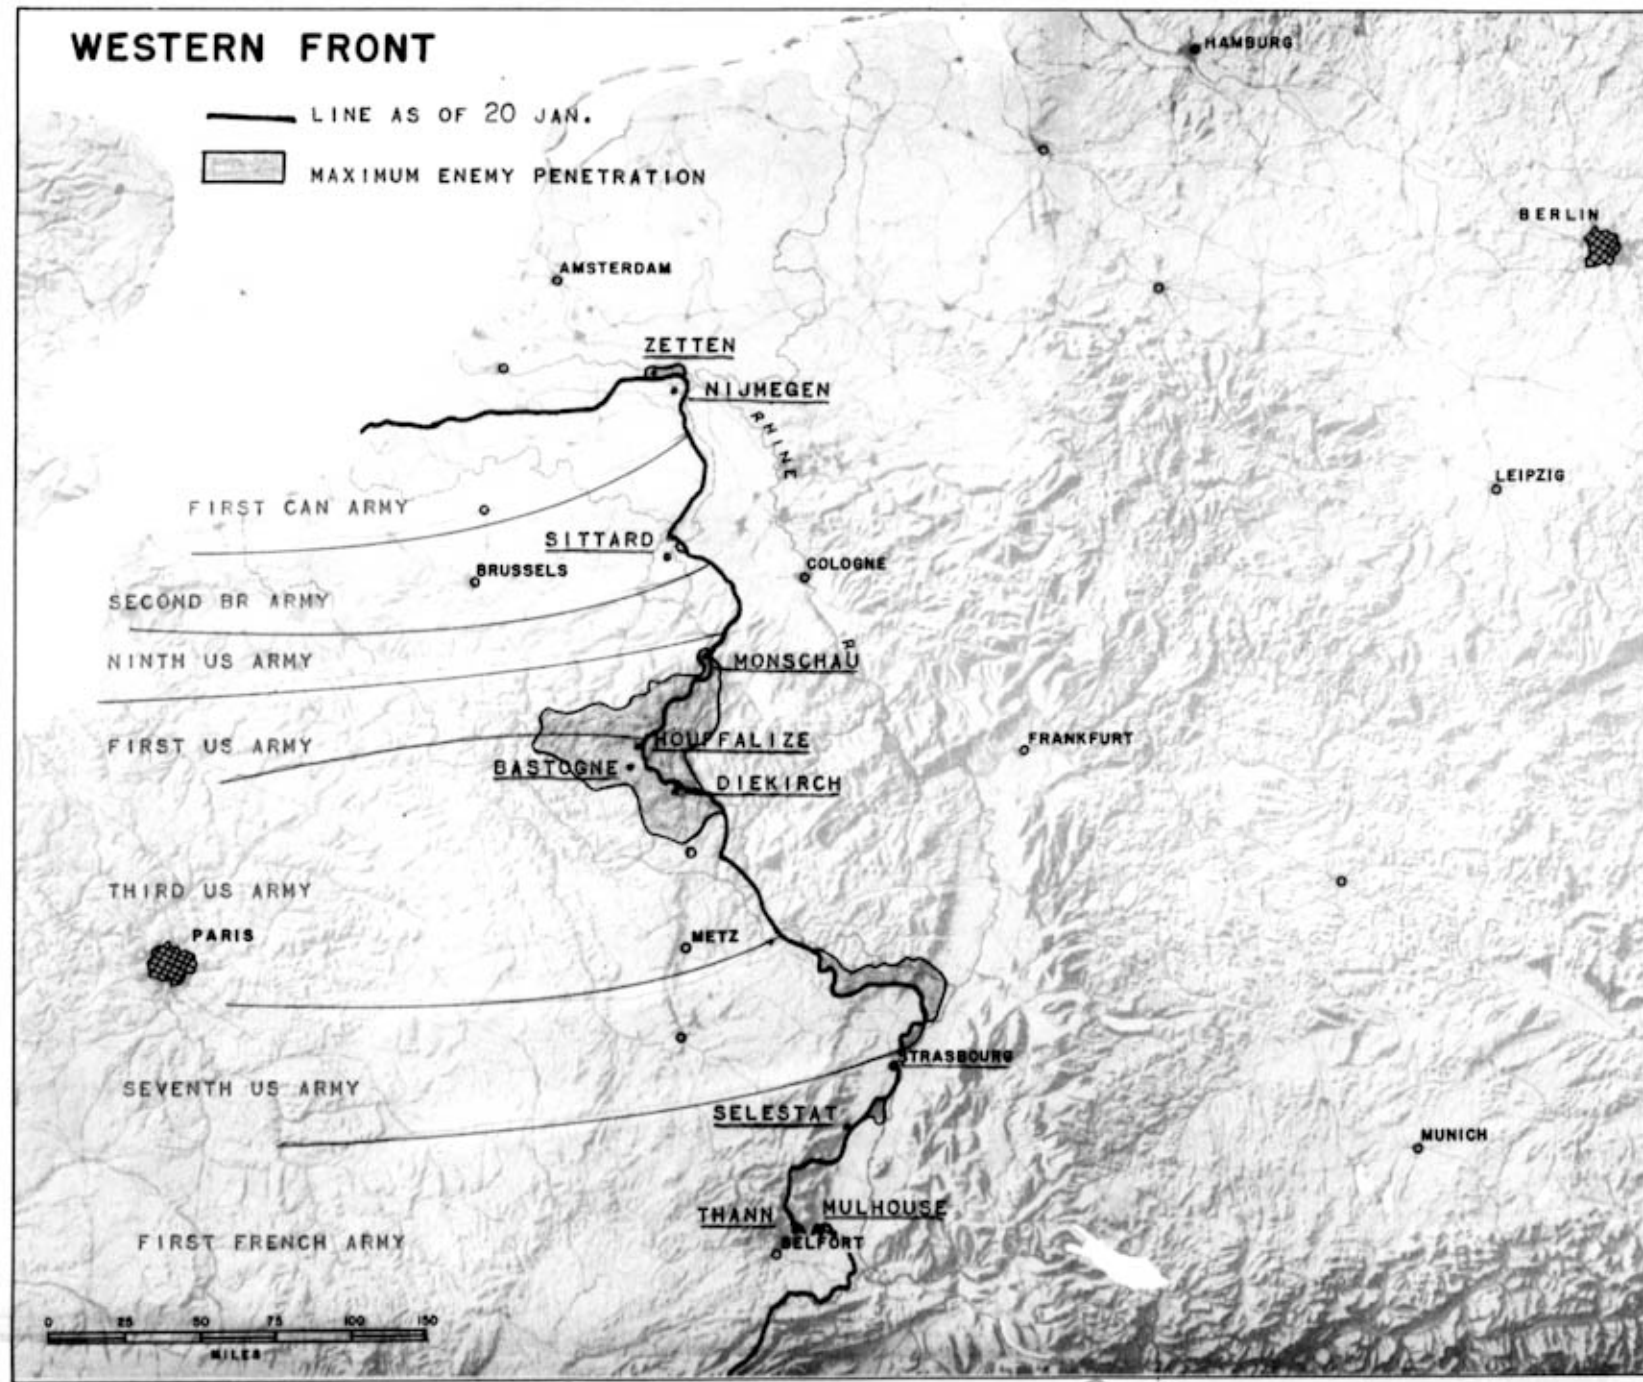 WESTERN FRONT
LINE AS OF 20 JAN.
MAXIMUM ENEMY PENETRATION
HAMBURG
BERLIN
AMSTERDAM
ZETTEN
NIJMEGEN
RHINE
LEIPZIG
FIRST CAN ARMY
SITTARD
BRUSSELS
COLOGNE
SECOND BR ARMY
R
NINTH US ARMY
MONSCHAU
FIRST US ARMY
HOUFFALIZE
FRANKFURT
BASTOGNE
DIEKIRCH
THIRD US ARMY
PARIS
METZ
STRASBOURG
SEVENTH US ARMY
SELESTAT
MUNICH
THANN
MULHOUSE
FIRST FRENCH ARMY
BELFORT
0 25 50 75 100 150
MILES